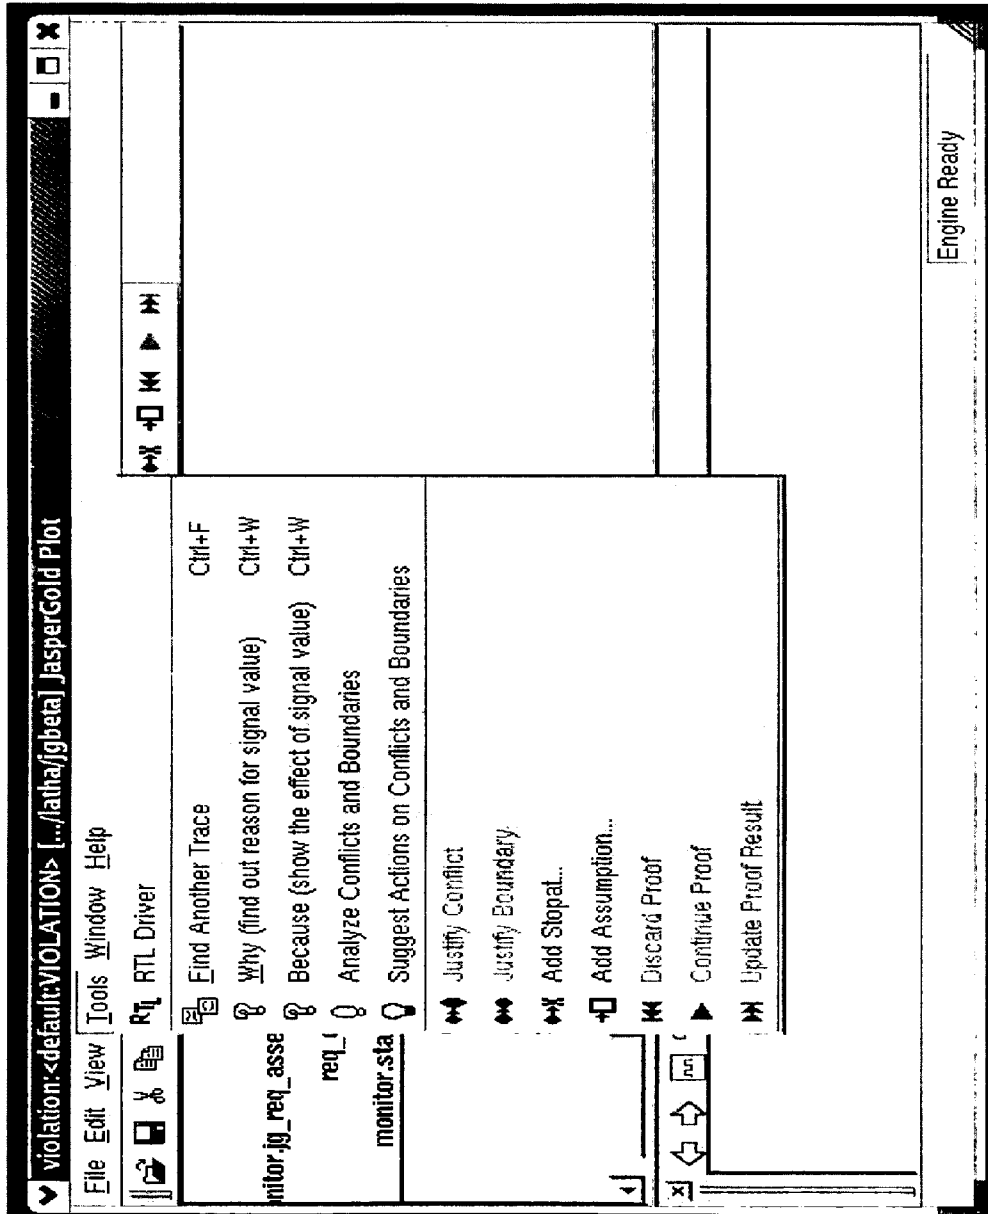 violation:<default:VIOLATION> [.../latha/jgbeta] JasperGold Plot
File Edit View Tools Window Help
RTL RTL Driver
Find Another Trace Ctrl+F
Why (find out reason for signal value) Ctrl+W
Because (show the effect of signal value) Ctrl+W
Analyze Conflicts and Boundaries
Suggest Actions on Conflicts and Boundaries
Justify Conflict
Justify Boundary
Add Stopat...
Add Assumption...
Discard Proof
Continue Proof
Update Proof Result
nitor.jg_req_asse
req_
monitor.sta
Engine Ready